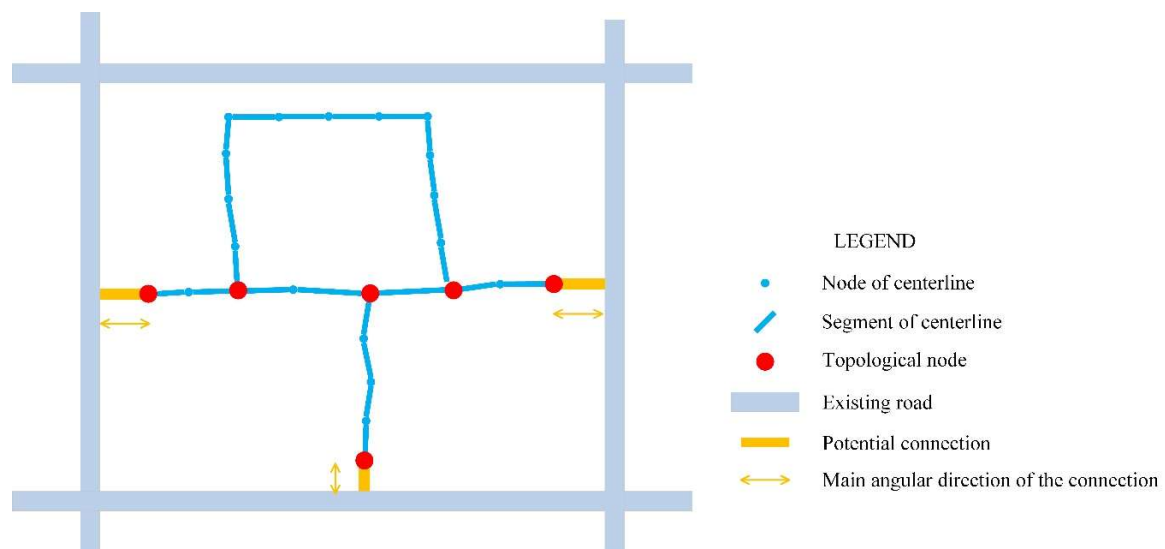 LEGEND
Node of centerline
Segment of centerline
Topological node
Existing road
Potential connection
Main angular direction of the connection